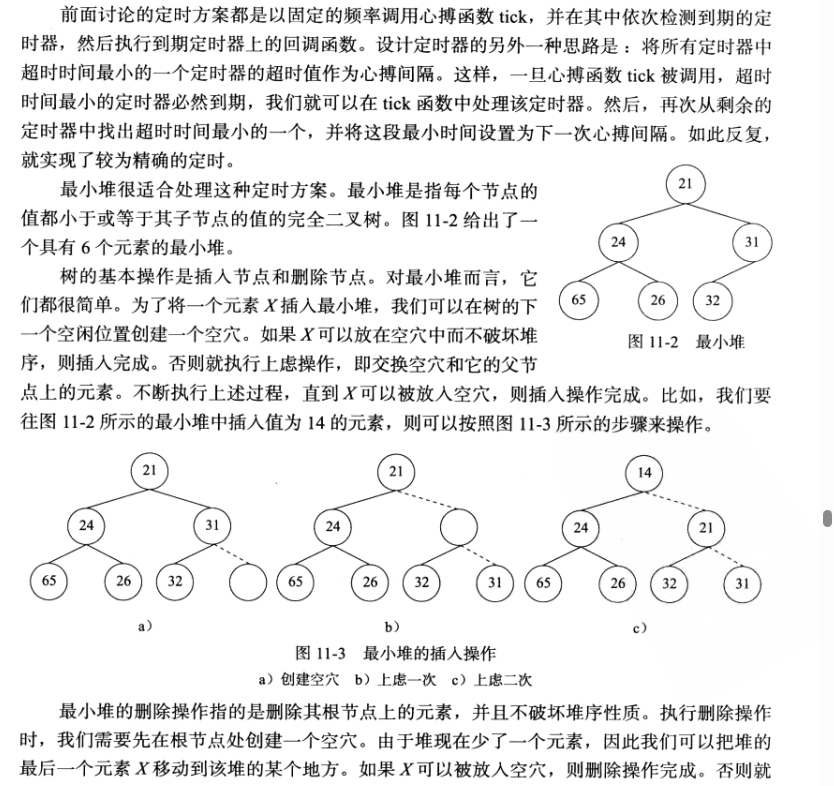 前面讨论的定时方案都是以固定的频率调用心搏函数 tick，并在其中依次检测到期的定
时器，然后执行到期定时器上的回调函数。设计定时器的另外一种思路是：将所有定时器中
超时时间最小的一个定时器的超时值作为心搏间隔。这样，一旦心搏函数 tick 被调用，超时
时间最小的定时器必然到期，我们就可以在 tick 函数中处理该定时器。然后，再次从剩余的
定时器中找出超时时间最小的一个，并将这段最小时间设置为下一次心搏间隔。如此反复，
就实现了较为精确的定时。
最小堆很适合处理这种定时方案。最小堆是指每个节点的
值都小于或等于其子节点的值的完全二叉树。图 11-2 给出了一
个具有 6 个元素的最小堆。
树的基本操作是插入节点和删除节点。对最小堆而言，它
们都很简单。为了将一个元素 X 插入最小堆，我们可以在树的下
一个空闲位置创建一个空穴。如果 X 可以放在空穴中而不破坏堆
序，则插入完成。否则就执行上虑操作，即交换空穴和它的父节
21
24 31
65 26 32
图 11-2 最小堆
点上的元素。不断执行上述过程，直到 X 可以被放入空穴，则插入操作完成。比如，我们要
往图 11-2 所示的最小堆中插入值为 14 的元素，则可以按照图 11-3 所示的步骤来操作。
21 21 14
24 31 24 24 21
65 26 32 65 26 32 31 65 26 32 31
a） b） c）
图 11-3 最小堆的插入操作
a）创建空穴 b）上虑一次 c）上虑二次
最小堆的删除操作指的是删除其根节点上的元素，并且不破坏堆序性质。执行删除操作
时，我们需要先在根节点处创建一个空穴。由于堆现在少了一个元素，因此我们可以把堆的
最后一个元素 X 移动到该堆的某个地方。如果 X 可以被放入空穴，则删除操作完成。否则就